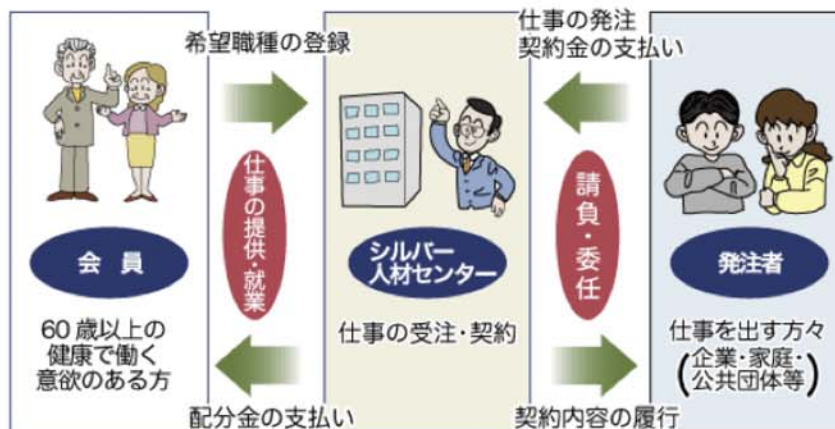 希望職種の登録
仕事の発注
契約金の支払い
仕事の提供・就業
請負・委任
会員
シルバー
人材センター
発注者
60歳以上の
健康で働く
意欲のある方
仕事の受注・契約
仕事を出す方々
(企業・家庭・
公共団体等)
配分金の支払い
契約内容の履行